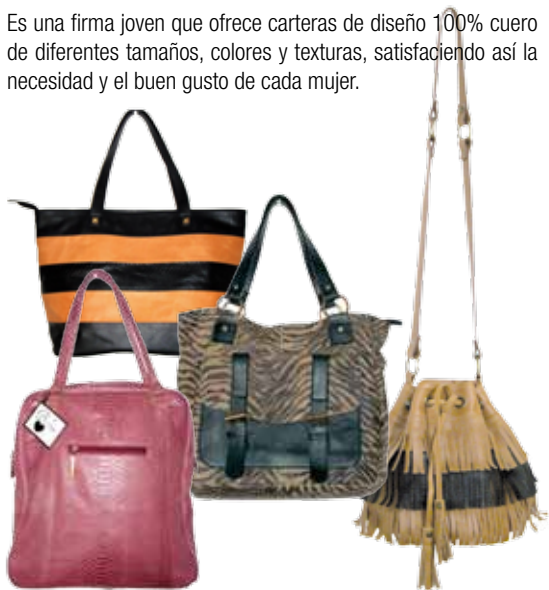 Es una firma joven que ofrece carteras de diseño 100% cuero
de diferentes tamaños, colores y texturas, satisfaciendo así la
necesidad y el buen gusto de cada mujer.